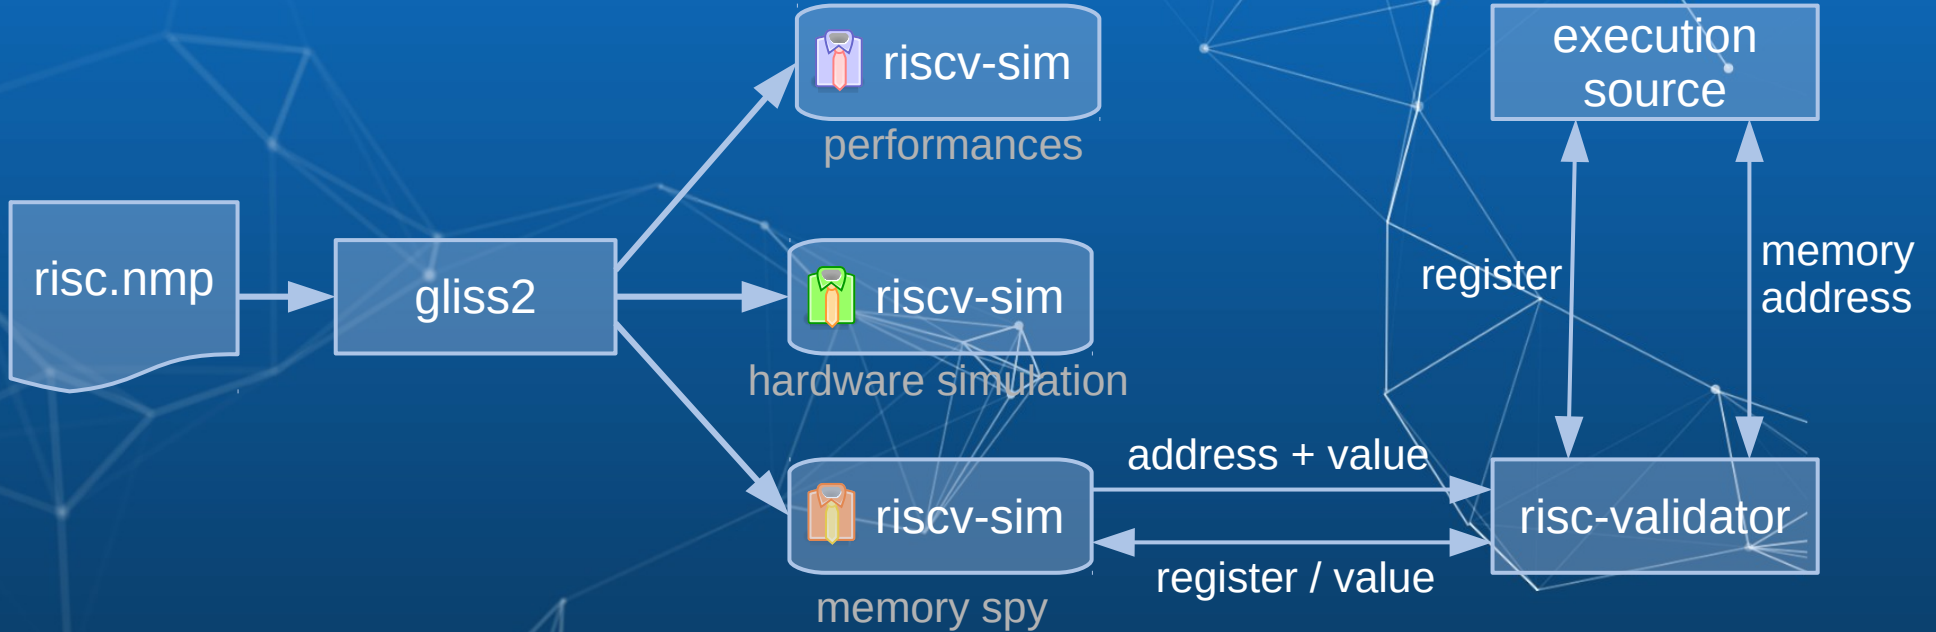 riscv-sim
performances
execution
source
risc.nmp
gliss2
riscv-sim
hardware simulation
register
memory
address
address + value
riscv-sim
risc-validator
register / value
memory spy